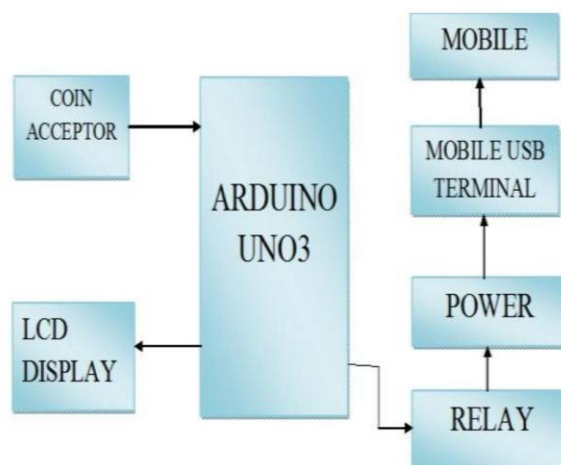 COIN
ACCEPTOR
LCD
DISPLAY
ARDUINO
UNO3
MOBILE
MOBILE USB
TERMINAL
POWER
RELAY